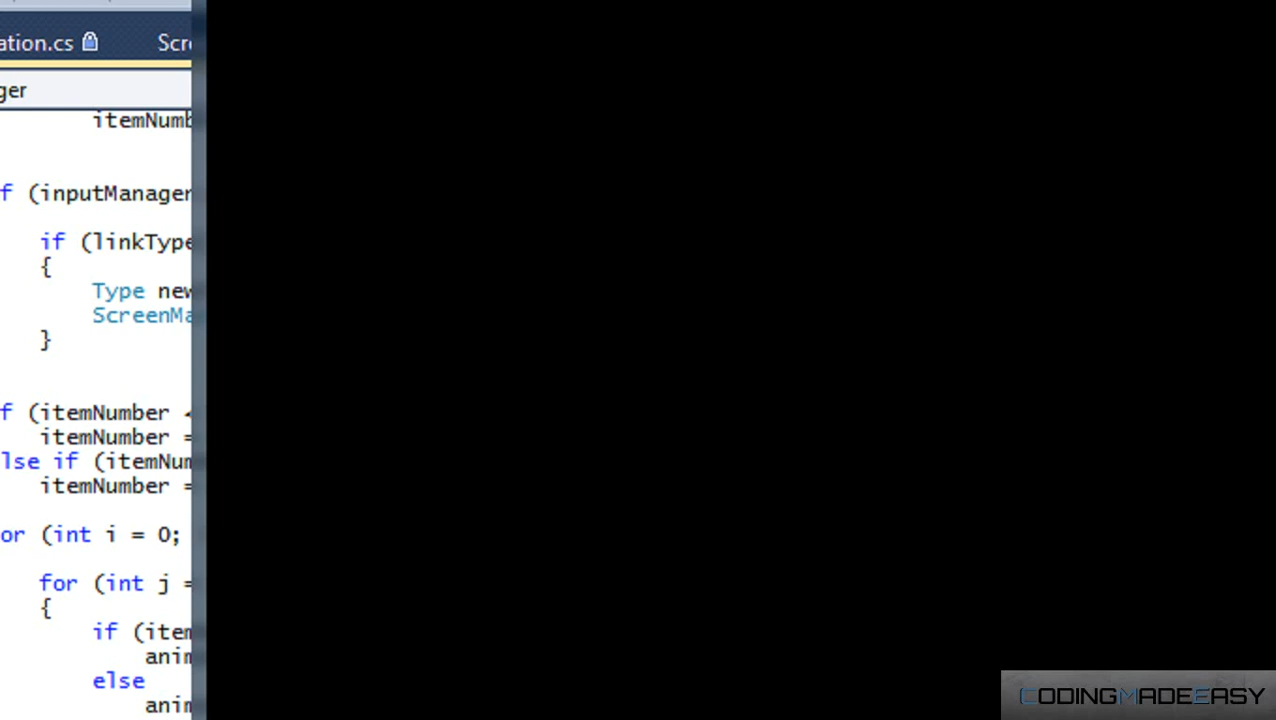 ation.cs Scre
ger
itemNumb
f (inputManager
if (linkType
{
Type new
ScreenMa
}
f (itemNumber <
itemNumber =
lse if (itemNum
itemNumber =
or (int i = 0;
for (int j =
{
if (item
anim
else
anim
CODINGMADEEASY